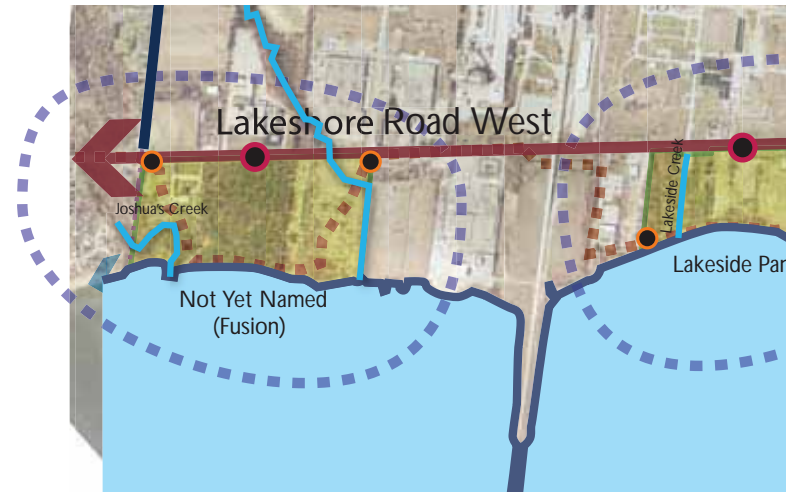 Lakeshore Road West
Joshua's Creek
Lakeside Creek
Not Yet Named
(Fusion)
Lakeside Par